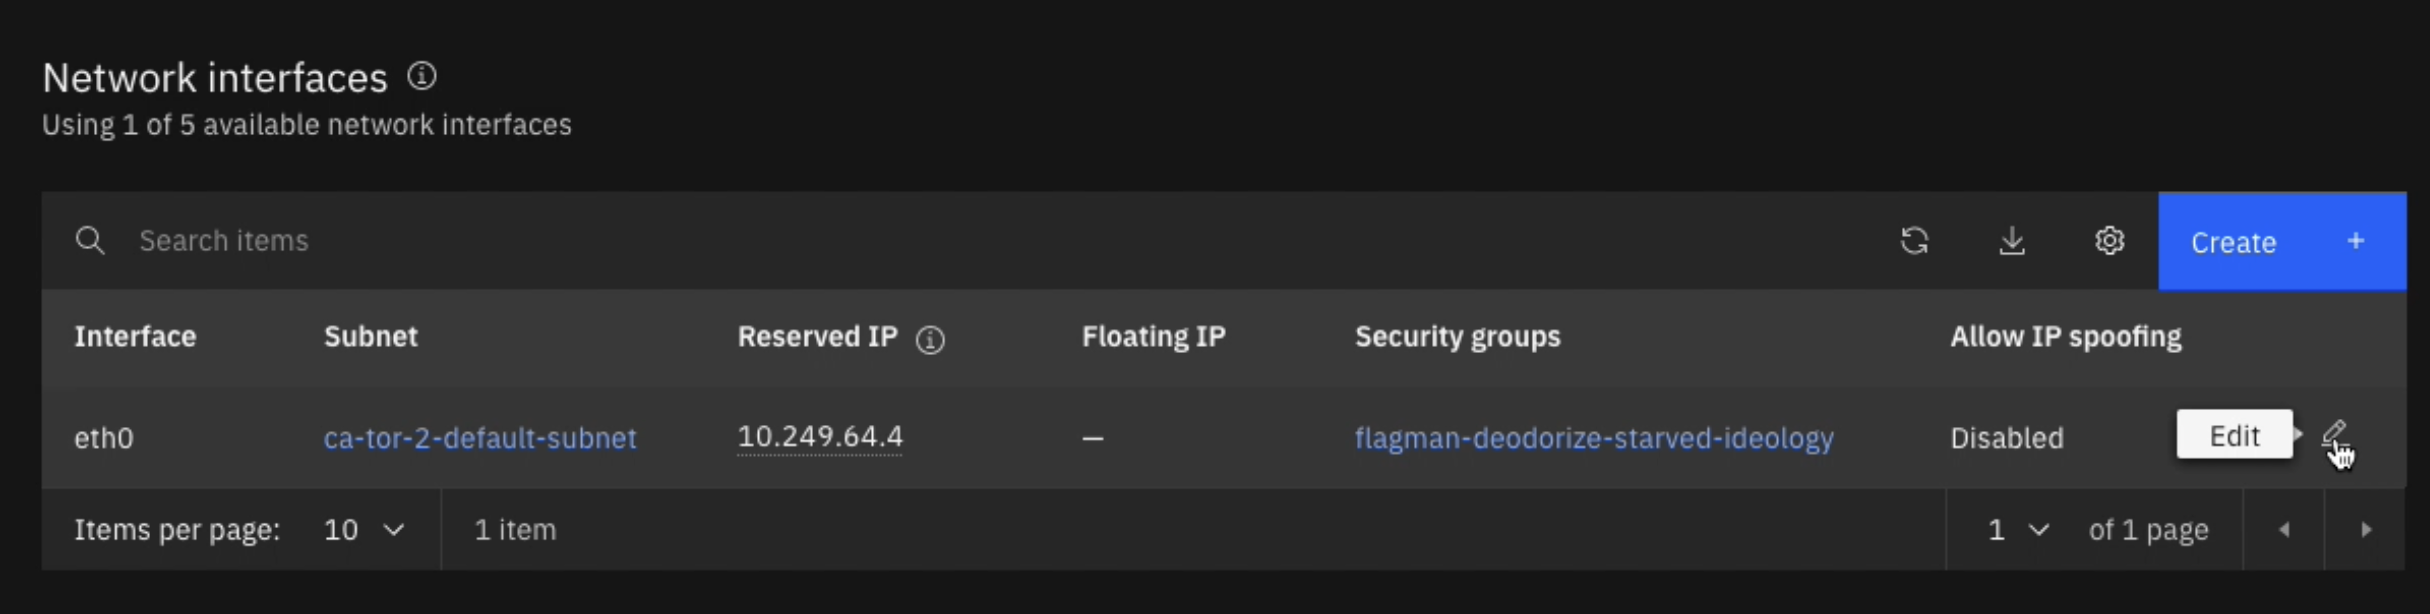 Network interfaces
Using 1 of 5 available network interfaces
Search items
Create +
Interface Subnet Reserved IP Floating IP Security groups Allow IP spoofing
eth0 ca-tor-2-default-subnet 10.249.64.4 – flagman-deodorize-starved-ideology Disabled Edit
Items per page: 10 1 item 1 of 1 page